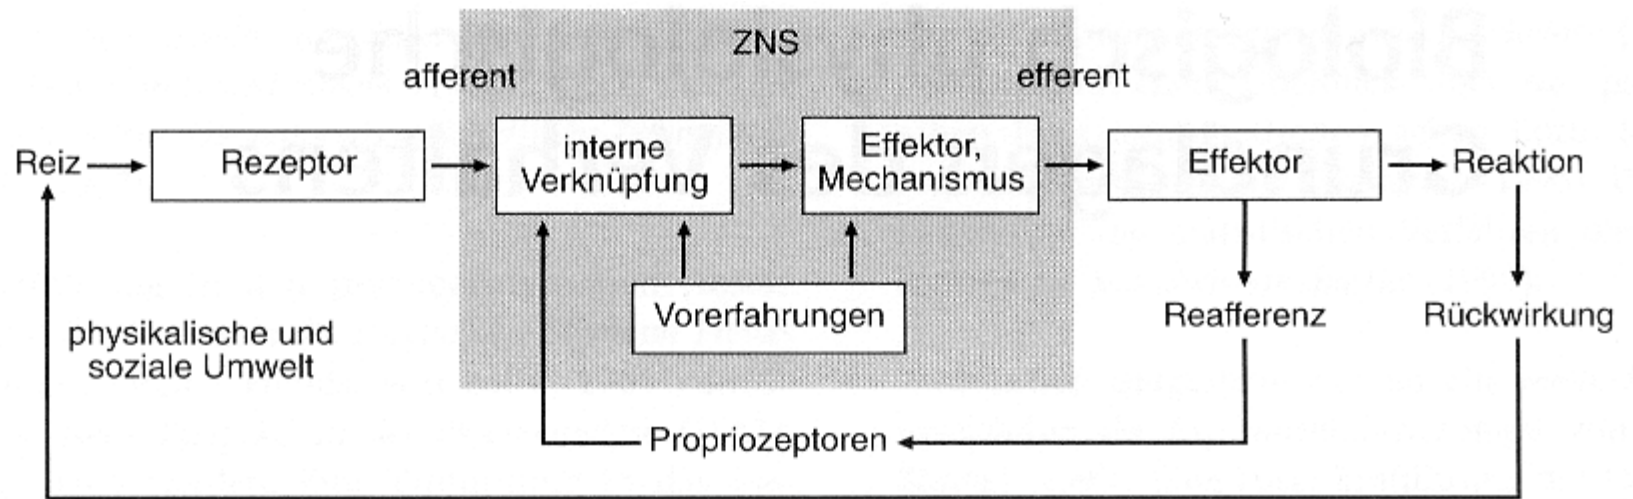 ZNS
afferent
efferent
Reiz
Rezeptor
interne
Verknüpfung
Effektor,
Mechanismus
Effektor
Reaktion
Vorerfahrungen
Reafferenz
Rückwirkung
physikalische und
soziale Umwelt
Propriozeptoren